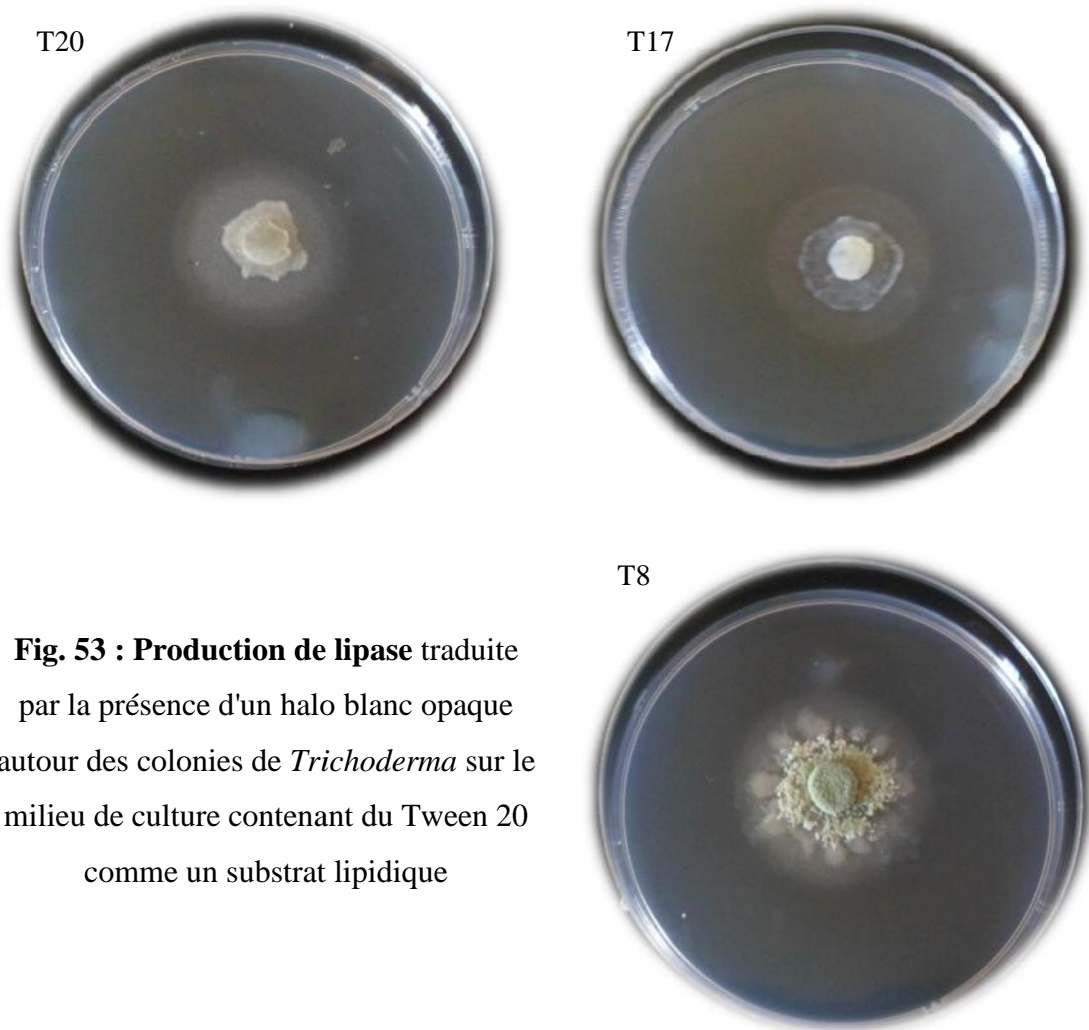 T20
T17
T8
Fig. 53 : Production de lipase traduite
par la présence d'un halo blanc opaque
autour des colonies de Trichoderma sur le
milieu de culture contenant du Tween 20
comme un substrat lipidique